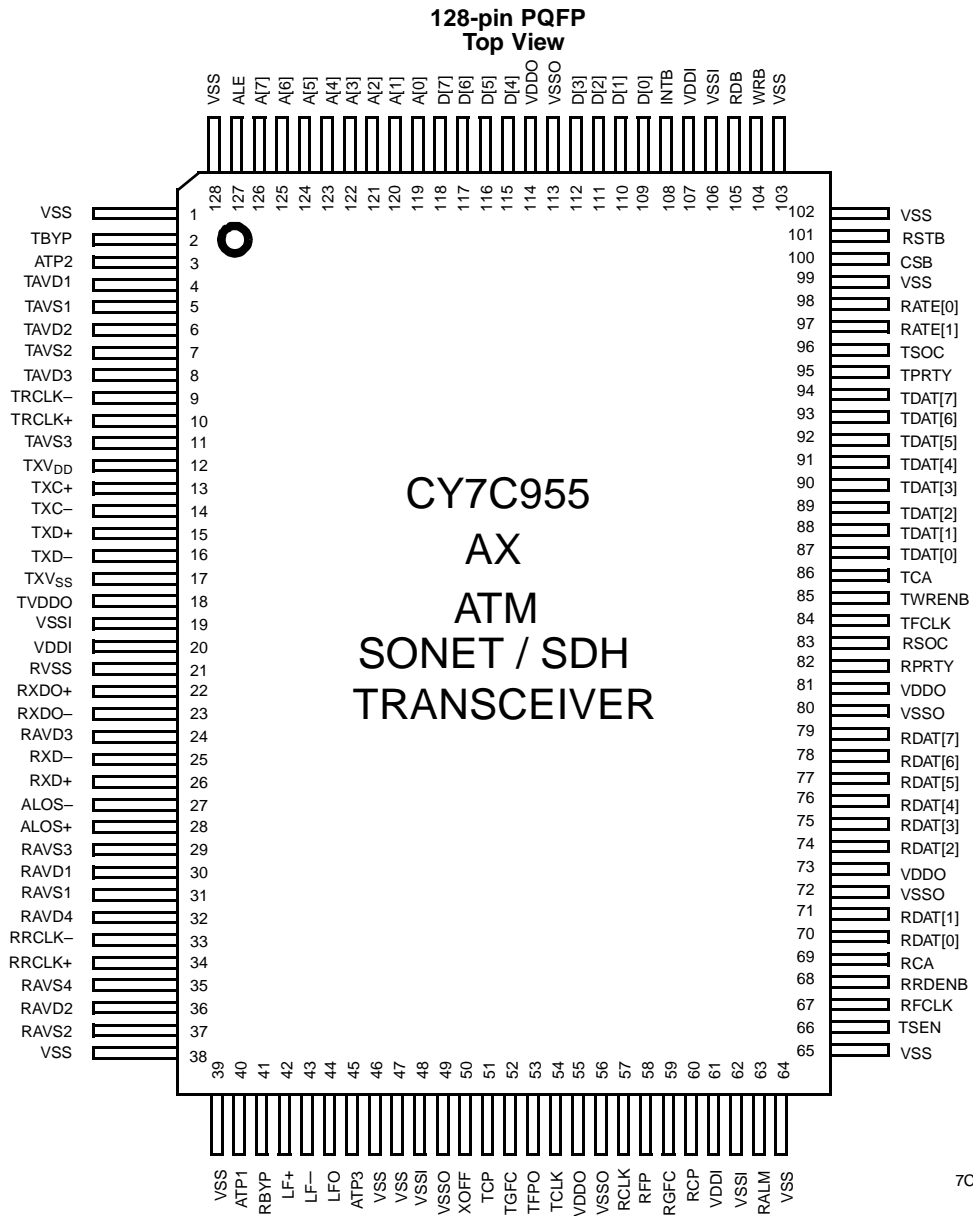 128-pin PQFP
Top View
VSS ALE A[7] A[6] A[5] A[4] A[3] A[2] A[1] A[0] D[7] D[6] D[5] D[4] VDDO VSSO D[3] D[2] D[1] D[0] INTB VDDI VSSI RDB WRB VSS
128 127 126 125 124 123 122 121 120 119 118 117 116 115 114 113 112 111 110 109 108 107 106 105 104 103
VSS 1 102 VSS
TBYP 2 101 RSTB
ATP2 3 100 CSB
TAVD1 4 99 VSS
TAVS1 5 98 RATE[0]
TAVD2 6 97 RATE[1]
TAVS2 7 96 TSOC
TAVD3 8 95 TPRTY
TRCLK– 9 94 TDAT[7]
TRCLK+ 10 93 TDAT[6]
TAVS3 11 92 TDAT[5]
TXVDD 12 91 TDAT[4]
TXC+ 13 90 TDAT[3]
TXC– 14 89 TDAT[2]
TXD+ 15 88 TDAT[1]
TXD– 16 87 TDAT[0]
TXVSS 17 86 TCA
TVDDO 18 85 TWRENB
VSSI 19 84 TFCLK
VDDI 20 83 RSOC
RVSS 21 82 RPRTY
RXDO+ 22 81 VDDO
RXDO– 23 80 VSSO
RAVD3 24 79 RDAT[7]
RXD– 25 78 RDAT[6]
RXD+ 26 77 RDAT[5]
ALOS– 27 76 RDAT[4]
ALOS+ 28 75 RDAT[3]
RAVS3 29 74 RDAT[2]
RAVD1 30 73 VDDO
RAVS1 31 72 VSSO
RAVD4 32 71 RDAT[1]
RRCLK– 33 70 RDAT[0]
RRCLK+ 34 69 RCA
RAVS4 35 68 RRDENB
RAVD2 36 67 RFCLK
RAVS2 37 66 TSEN
VSS 38 65 VSS
CY7C955
AX
ATM
SONET / SDH
TRANSCEIVER
39 40 41 42 43 44 45 46 47 48 49 50 51 52 53 54 55 56 57 58 59 60 61 62 63 64
VSS ATP1 RBYP LF+ LF– LFO ATP3 VSS VSS VSSI VSSO XOFF TCP TGFC TFPO TCLK VDDO VSSO RCLK RFP RGFC RCP VDDI VSSI RALM VSS